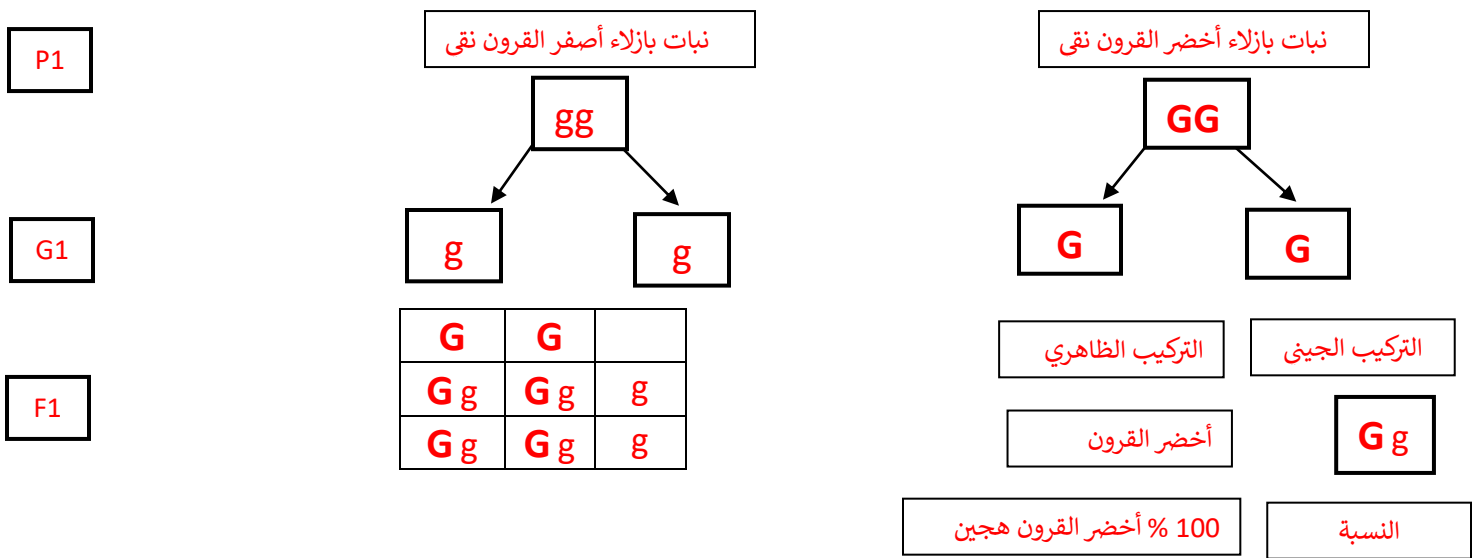 P1
نبات بازلاء أخضر القرون نقى
نبات بازلاء أصفر القرون نقى
GG
gg
G1
G
G
g
g
F1
G G
G g G g g
G g G g g
التركيب الجينى
التركيب الظاهري
G g
أخضر القرون
النسبة
100 % أخضر القرون هجين